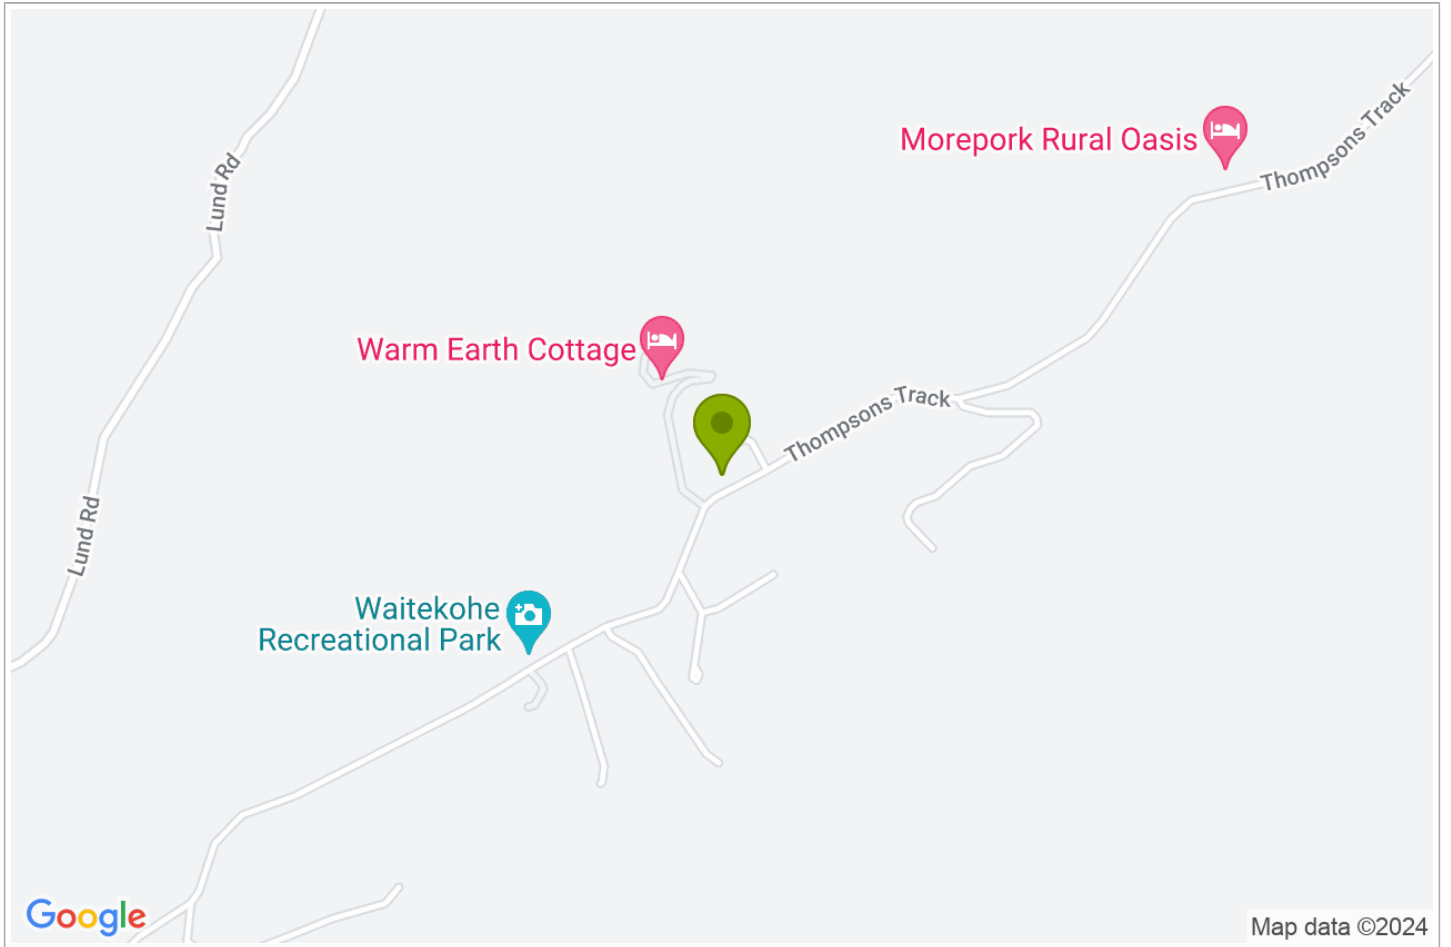 Morepork Rural Oasis
Thompsons Track
Lund Rd
Warm Earth Cottage
Thompsons Track
Lund Rd
Waitekohe
Recreational Park
Google
Map data ©2024